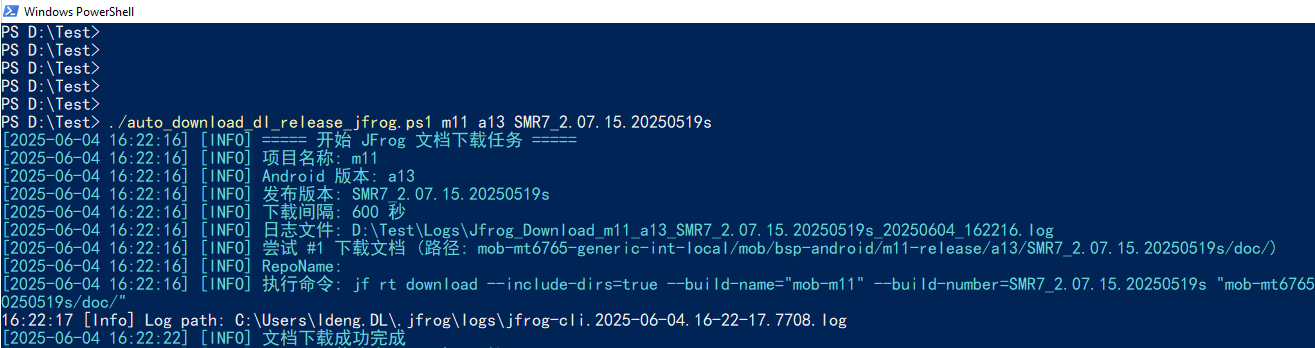 Windows PowerShell
PS D:\Test>
PS D:\Test>
PS D:\Test>
PS D:\Test>
PS D:\Test>
PS D:\Test> ./auto_download_dl_release_jfrog.ps1 m11 a13 SMR7_2.07.15.20250519s
[2025-06-04 16:22:16] [INFO] ===== 开始 JFrog 文档下载任务 =====
[2025-06-04 16:22:16] [INFO] 项目名称: m11
[2025-06-04 16:22:16] [INFO] Android 版本: a13
[2025-06-04 16:22:16] [INFO] 发布版本: SMR7_2.07.15.20250519s
[2025-06-04 16:22:16] [INFO] 下载间隔: 600 秒
[2025-06-04 16:22:16] [INFO] 日志文件: D:\Test\Logs\Jfrog_Download_m11_a13_SMR7_2.07.15.20250519s_20250604_162216.log
[2025-06-04 16:22:16] [INFO] 尝试 #1 下载文档 (路径: mob-mt6765-generic-int-local/mob/bsp-android/m11-release/a13/SMR7_2.07.15.20250519s/doc/)
[2025-06-04 16:22:16] [INFO] RepoName:
[2025-06-04 16:22:16] [INFO] 执行命令: jf rt download --include-dirs=true --build-name="mob-m11" --build-number=SMR7_2.07.15.20250519s "mob-mt6765
0250519s/doc/"
16:22:17 [Info] Log path: C:\Users\ldeng.DL\.jfrog\logs\jfrog-cli.2025-06-04.16-22-17.7708.log
[2025-06-04 16:22:22] [INFO] 文档下载成功完成